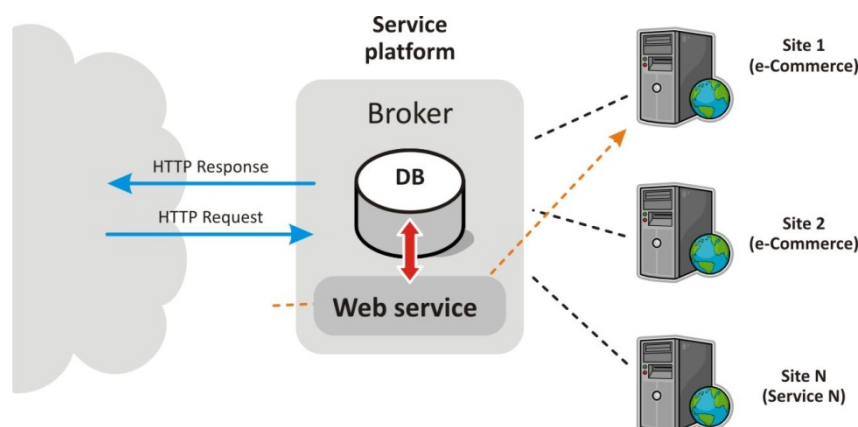 Service
platform
Broker
DB
Web service
HTTP Response
HTTP Request
Site 1
(e-Commerce)
Site 2
(e-Commerce)
Site N
(Service N)